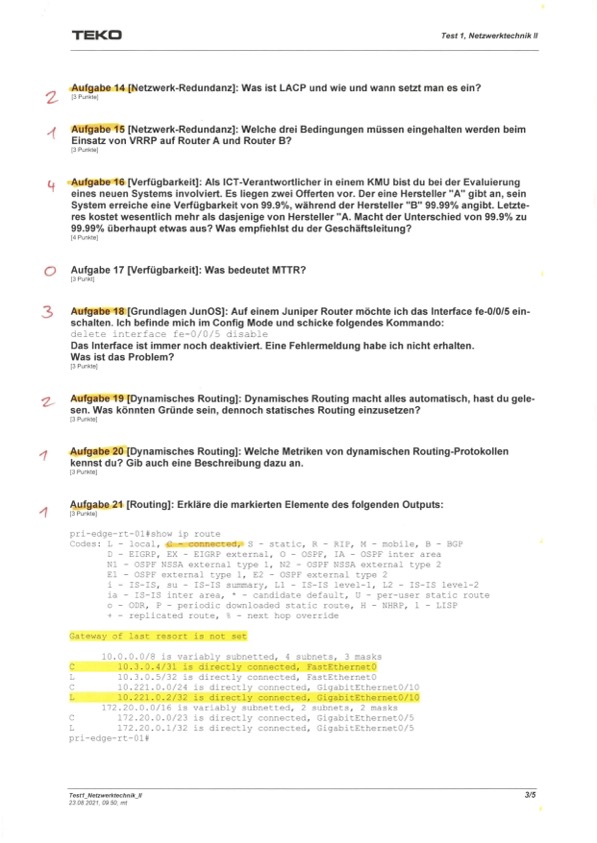 TEKO
Test 1, Netzwerktechnik II
2
Aufgabe 14 [Netzwerk-Redundanz]: Was ist LACP und wie und wann setzt man es ein?
[3 Punkte]
1
Aufgabe 15 [Netzwerk-Redundanz]: Welche drei Bedingungen müssen eingehalten werden beim
Einsatz von VRRP auf Router A und Router B?
[3 Punkte]
4
Aufgabe 16 [Verfügbarkeit]: Als ICT-Verantwortlicher in einem KMU bist du bei der Evaluierung
eines neuen Systems involviert. Es liegen zwei Offerten vor. Der eine Hersteller "A" gibt an, sein
System erreiche eine Verfügbarkeit von 99.9%, während der Hersteller "B" 99.99% angibt. Letzte-
res kostet wesentlich mehr als dasjenige von Hersteller "A. Macht der Unterschied von 99.9% zu
99.99% überhaupt etwas aus? Was empfiehlst du der Geschäftsleitung?
[4 Punkte]
0
Aufgabe 17 [Verfügbarkeit]: Was bedeutet MTTR?
[3 Punkt]
3
Aufgabe 18 [Grundlagen JunOS]: Auf einem Juniper Router möchte ich das Interface fe-0/0/5 ein-
schalten. Ich befinde mich im Config Mode und schicke folgendes Kommando:
delete interface fe-0/0/5 disable
Das Interface ist immer noch deaktiviert. Eine Fehlermeldung habe ich nicht erhalten.
Was ist das Problem?
[3 Punkte]
2
Aufgabe 19 [Dynamisches Routing]: Dynamisches Routing macht alles automatisch, hast du gele-
sen. Was könnten Gründe sein, dennoch statisches Routing einzusetzen?
[3 Punkte]
1
Aufgabe 20 [Dynamisches Routing]: Welche Metriken von dynamischen Routing-Protokollen
kennst du? Gib auch eine Beschreibung dazu an.
[3 Punkte]
1
Aufgabe 21 [Routing]: Erkläre die markierten Elemente des folgenden Outputs:
[3 Punkte]
pri-edge-rt-01#show ip route
Codes: L - local, C - connected, S - static, R - RIP, M - mobile, B - BGP
D - EIGRP, EX - EIGRP external, O - OSPF, IA - OSPF inter area
N1 - OSPF NSSA external type 1, N2 - OSPF NSSA external type 2
E1 - OSPF external type 1, E2 - OSPF external type 2
i - IS-IS, su - IS-IS summary, L1 - IS-IS level-1, L2 - IS-IS level-2
ia - IS-IS inter area, * - candidate default, U - per-user static route
o - ODR, P - periodic downloaded static route, H - NHRP, l - LISP
+ - replicated route, % - next hop override
Gateway of last resort is not set
10.0.0.0/8 is variably subnetted, 4 subnets, 3 masks
C 10.3.0.4/31 is directly connected, FastEthernet0
L 10.3.0.5/32 is directly connected, FastEthernet0
C 10.221.0.0/24 is directly connected, GigabitEthernet0/10
L 10.221.0.2/32 is directly connected, GigabitEthernet0/10
172.20.0.0/16 is variably subnetted, 2 subnets, 2 masks
C 172.20.0.0/23 is directly connected, GigabitEthernet0/5
L 172.20.0.1/32 is directly connected, GigabitEthernet0/5
pri-edge-rt-01#
Test1_Netzwerktechnik_II
23.08.2021, 09:50, mt
3/5